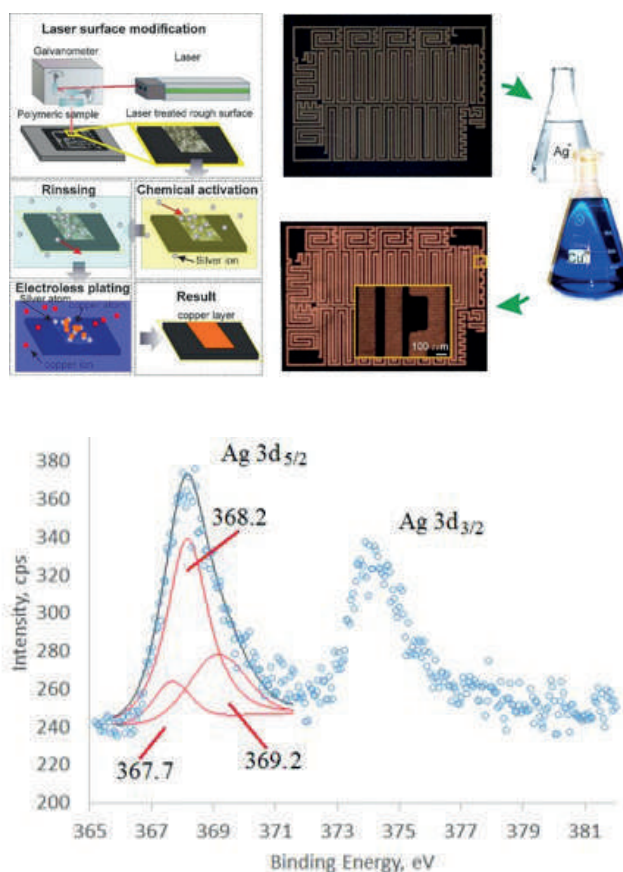 Laser surface modification
Galvanometer
Laser
Polymeric sample
Laser treated rough surface
Rinssing
Chemical activation
Silver ion
Electroless plating
Silver atom
copper atom
copper ion
Result
copper layer
Ag+
Cu
Ag 3d5/2
Ag 3d3/2
368.2
367.7
369.2
Intensity, cps
380
360
340
320
300
280
260
240
220
200
365 367 369 371 373 375 377 379 381
Binding Energy, eV